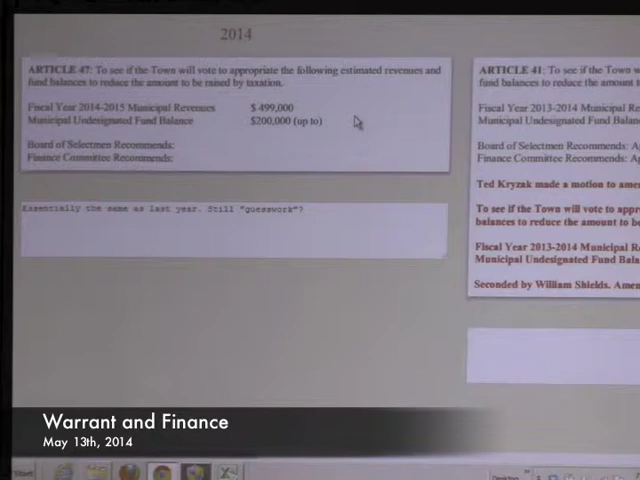 2014
ARTICLE 47: To see if the Town will vote to appropriate the following estimated revenues and
fund balances to reduce the amount to be raised by taxation.
Fiscal Year 2014-2015 Municipal Revenues $ 499,000
Municipal Undesignated Fund Balance $200,000 (up to)
Board of Selectmen Recommends:
Finance Committee Recommends:
Essentially the same as last year. Still "guesswork"?
ARTICLE 41: To see if the Town w
fund balances to reduce the amount
Fiscal Year 2013-2014 Municipal Re
Municipal Undesignated Fund Balan
Board of Selectmen Recommends: A
Finance Committee Recommends: A
Ted Kryzak made a motion to ame
To see if the Town will vote to appr
balances to reduce the amount to be
Fiscal Year 2013-2014 Municipal R
Municipal Undesignated Fund Bala
Seconded by William Shields. Amen
Warrant and Finance
May 13th, 2014
Start
Desktop